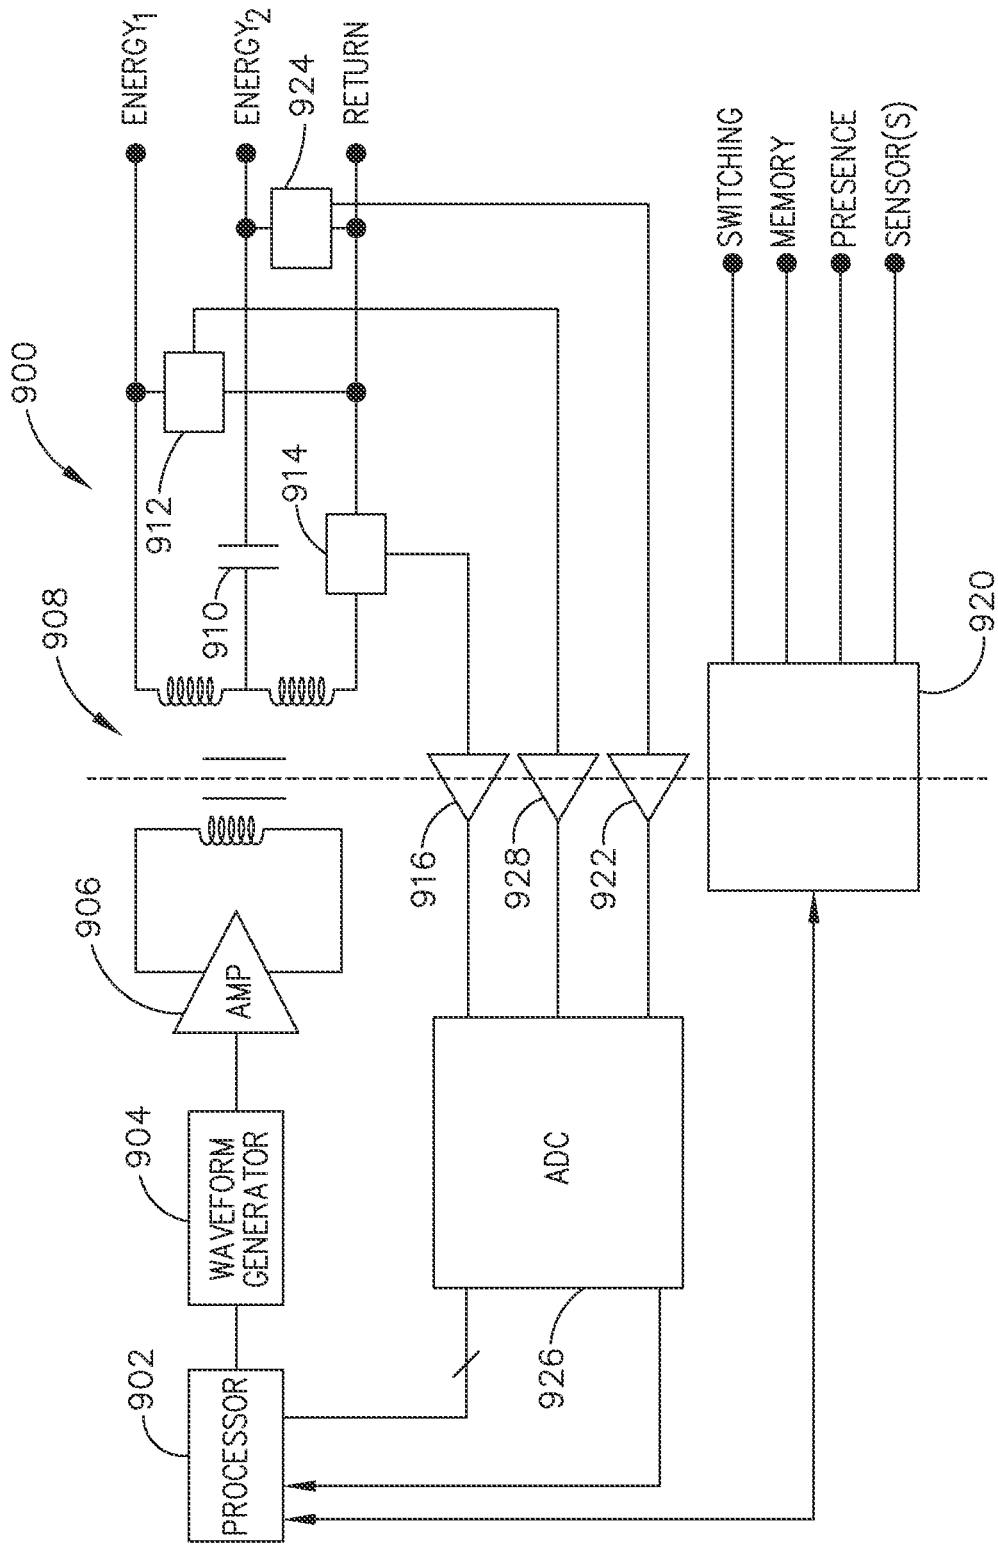 900
908
906
904
902
PROCESSOR
WAVEFORM
GENERATOR
AMP
910
912
914
924
ENERGY1
ENERGY2
RETURN
916
928
922
ADC
926
920
SWITCHING
MEMORY
PRESENCE
SENSOR(S)